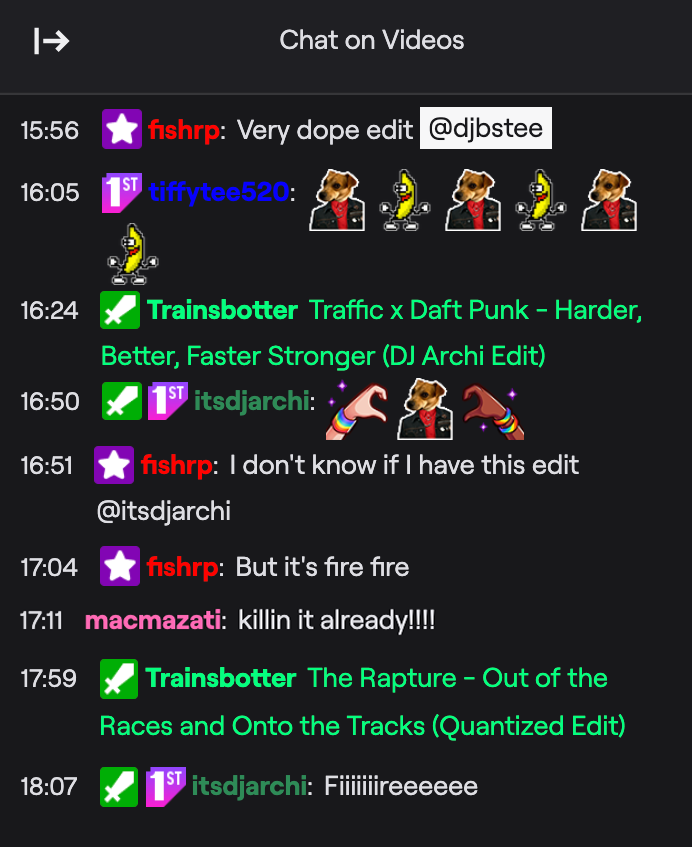 Chat on Videos
15:56 fishrp: Very dope edit @djbstee
16:05 1ST tiffytee520:
16:24 Trainsbotter Traffic x Daft Punk - Harder,
Better, Faster Stronger (DJ Archi Edit)
16:50 1ST itsdjarchi:
16:51 fishrp: I don't know if I have this edit
@itsdjarchi
17:04 fishrp: But it's fire fire
17:11 macmazati: killin it already!!!!
17:59 Trainsbotter The Rapture - Out of the
Races and Onto the Tracks (Quantized Edit)
18:07 1ST itsdjarchi: Fiiiiiiireeeeeee